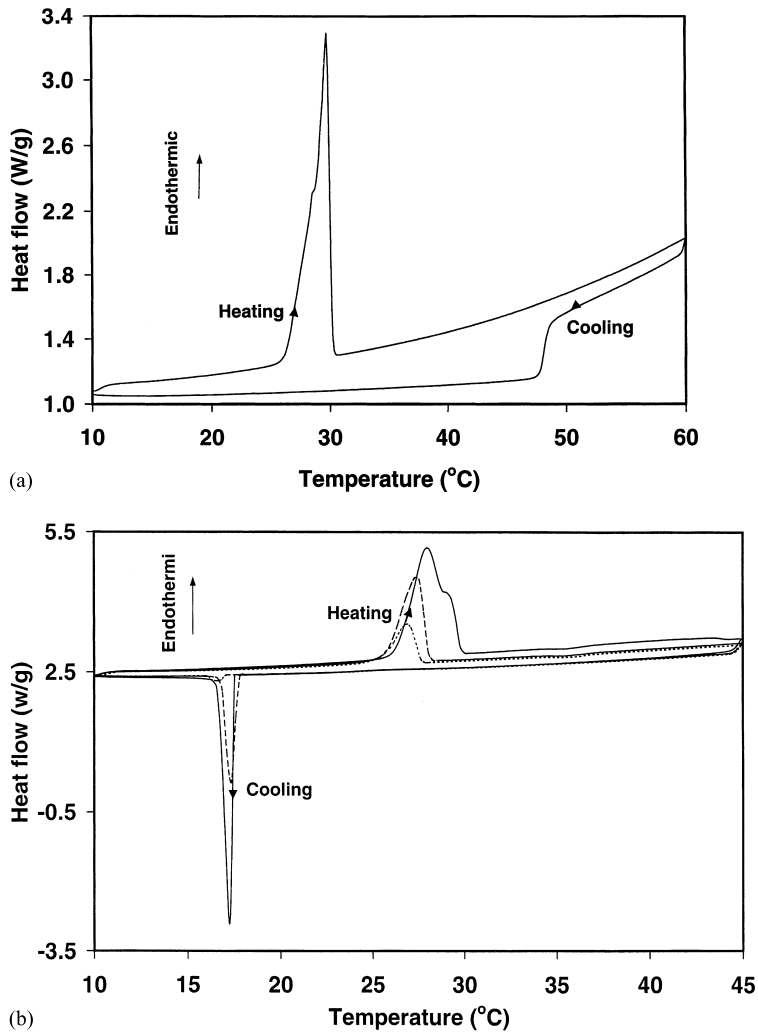 3.4
3.0
2.6
2.2
1.8
1.4
1.0
Heat flow (W/g)
Endothermic
Heating
Cooling
10 20 30 40 50 60
Temperature (°C)
(a)
5.5
2.5
-0.5
-3.5
Heat flow (w/g)
Endothermi
Heating
Cooling
10 15 20 25 30 35 40 45
Temperature (°C)
(b)